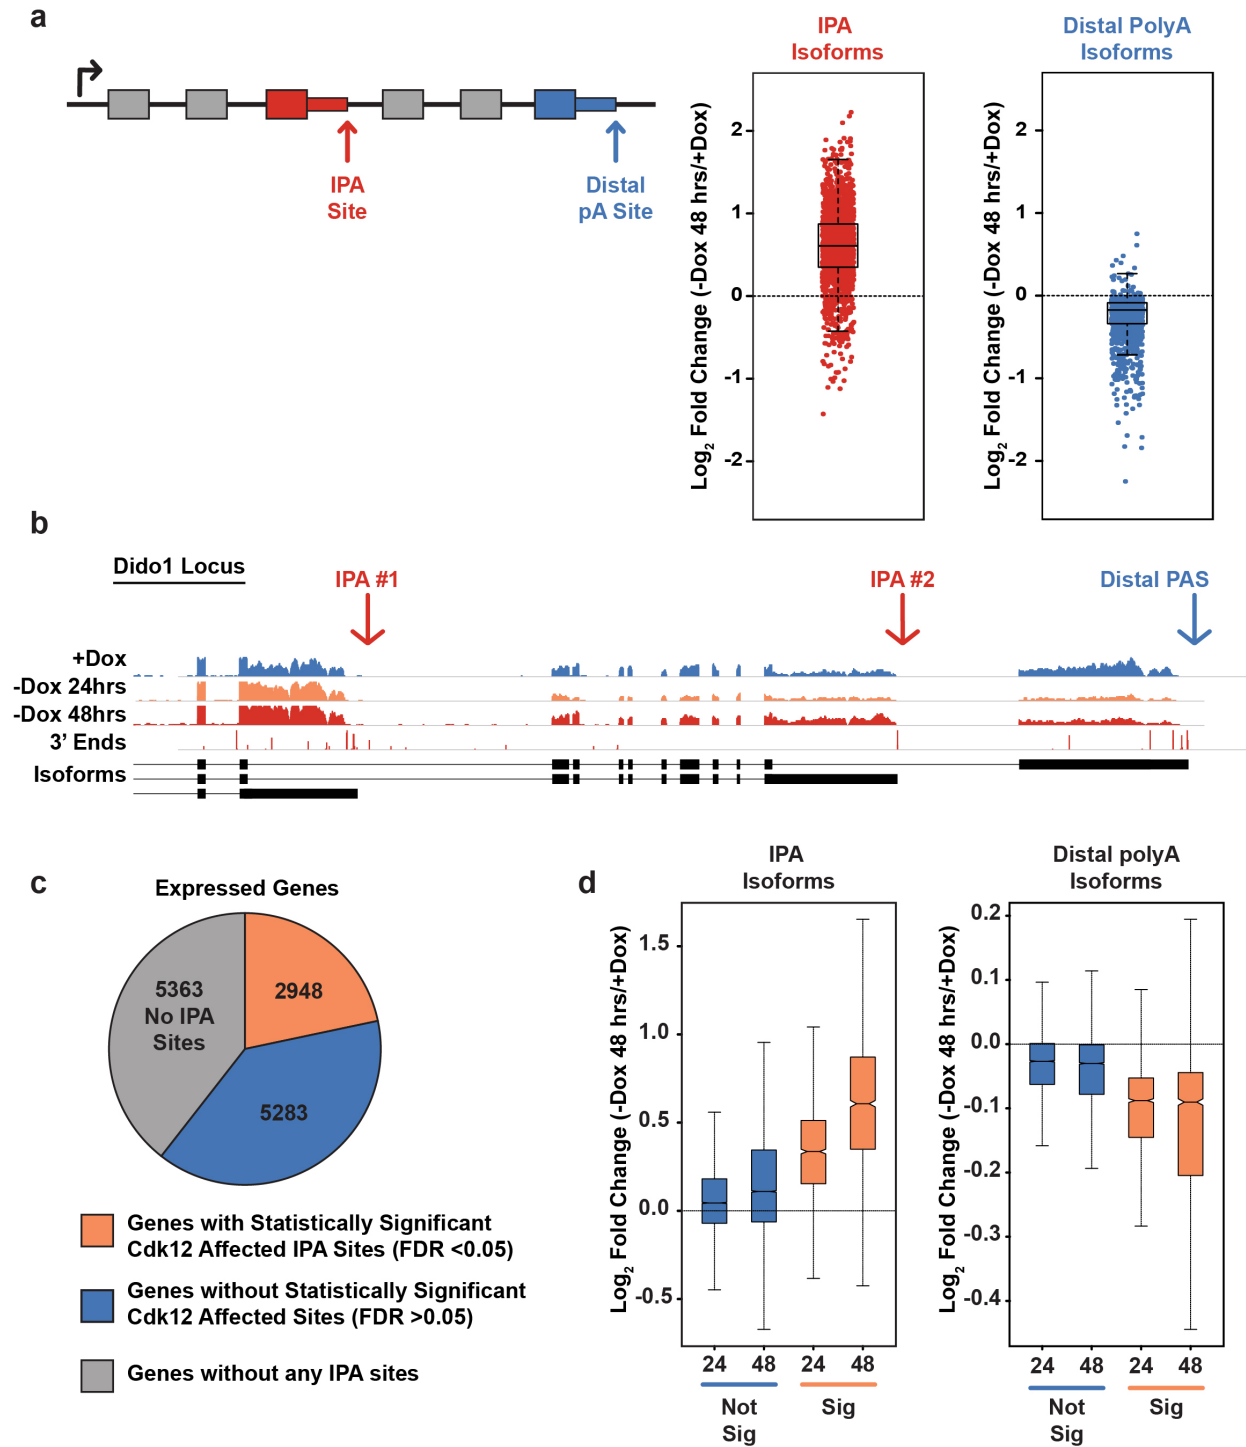 a
IPA
Isoforms
Distal PolyA
Isoforms
IPA
Site
Distal
pA Site
Log2 Fold Change (-Dox 48 hrs/+Dox)
2
1
0
-1
-2
Log2 Fold Change (-Dox 48 hrs/+Dox)
2
1
0
-1
-2
b
Dido1 Locus
IPA #1
IPA #2
Distal PAS
+Dox
-Dox 24hrs
-Dox 48hrs
3' Ends
Isoforms
c
Expressed Genes
5363
No IPA
Sites
2948
5283
Genes with Statistically Significant
Cdk12 Affected IPA Sites (FDR <0.05)
Genes without Statistically Significant
Cdk12 Affected Sites (FDR >0.05)
Genes without any IPA sites
d
IPA
Isoforms
Log2 Fold Change (-Dox 48 hrs/+Dox)
1.5
1.0
0.5
0.0
-0.5
24 48 24 48
Not
Sig
Sig
Distal polyA
Isoforms
Log2 Fold Change (-Dox 48 hrs/+Dox)
0.2
0.1
0.0
-0.1
-0.2
-0.3
-0.4
24 48 24 48
Not
Sig
Sig